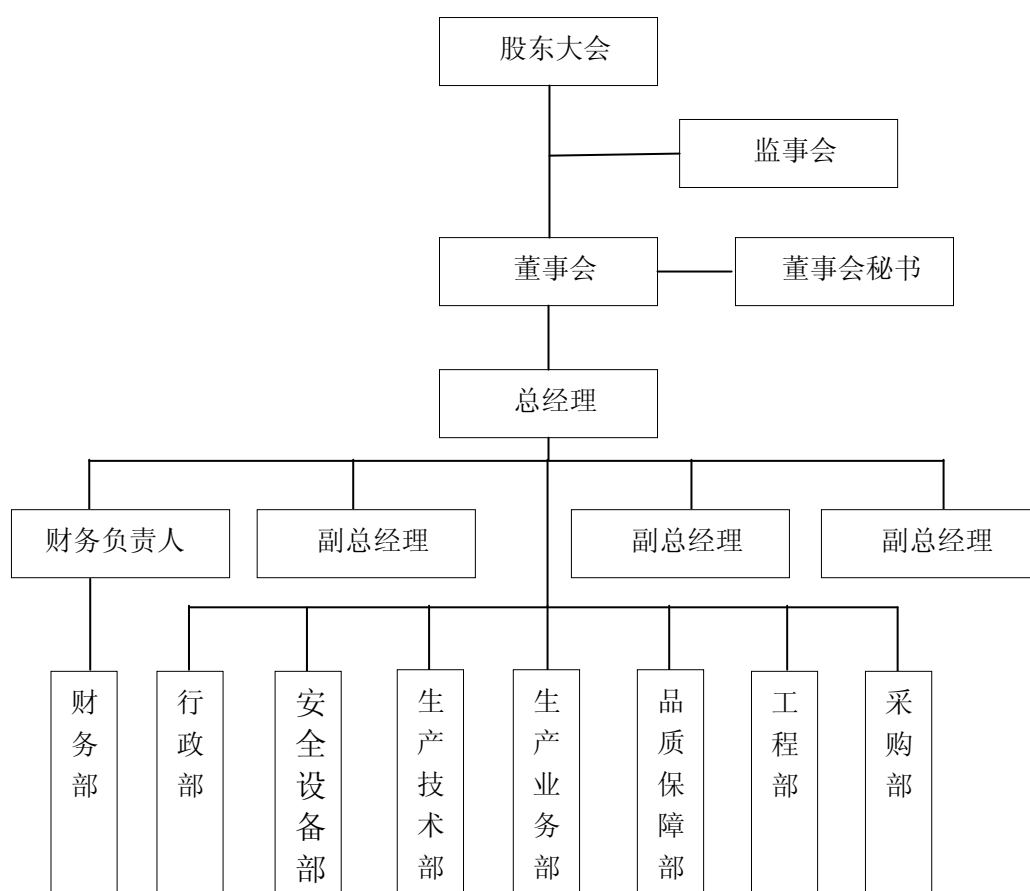 股东大会
监事会
董事会
董事会秘书
总经理
财务负责人
副总经理
副总经理
副总经理
财务部
行政部
安全设备部
生产技术部
生产业务部
品质保障部
工程部
采购部